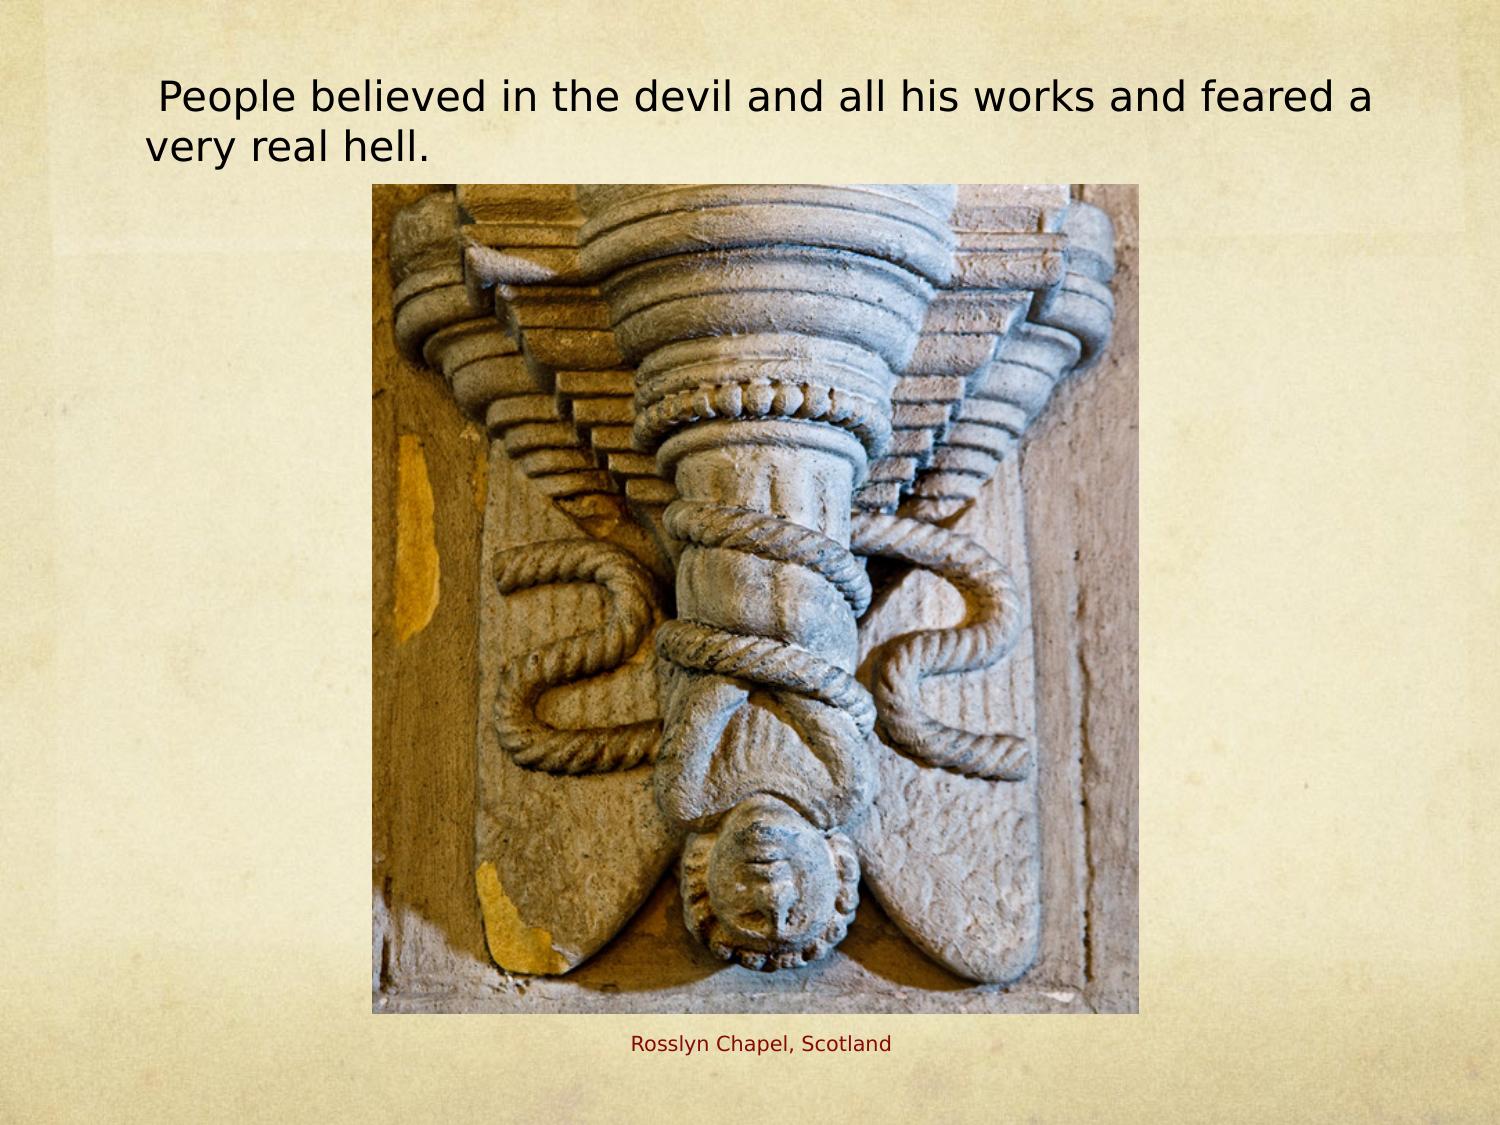 People believed in the devil and all his works and feared a
very real hell.
Rosslyn Chapel, Scotland